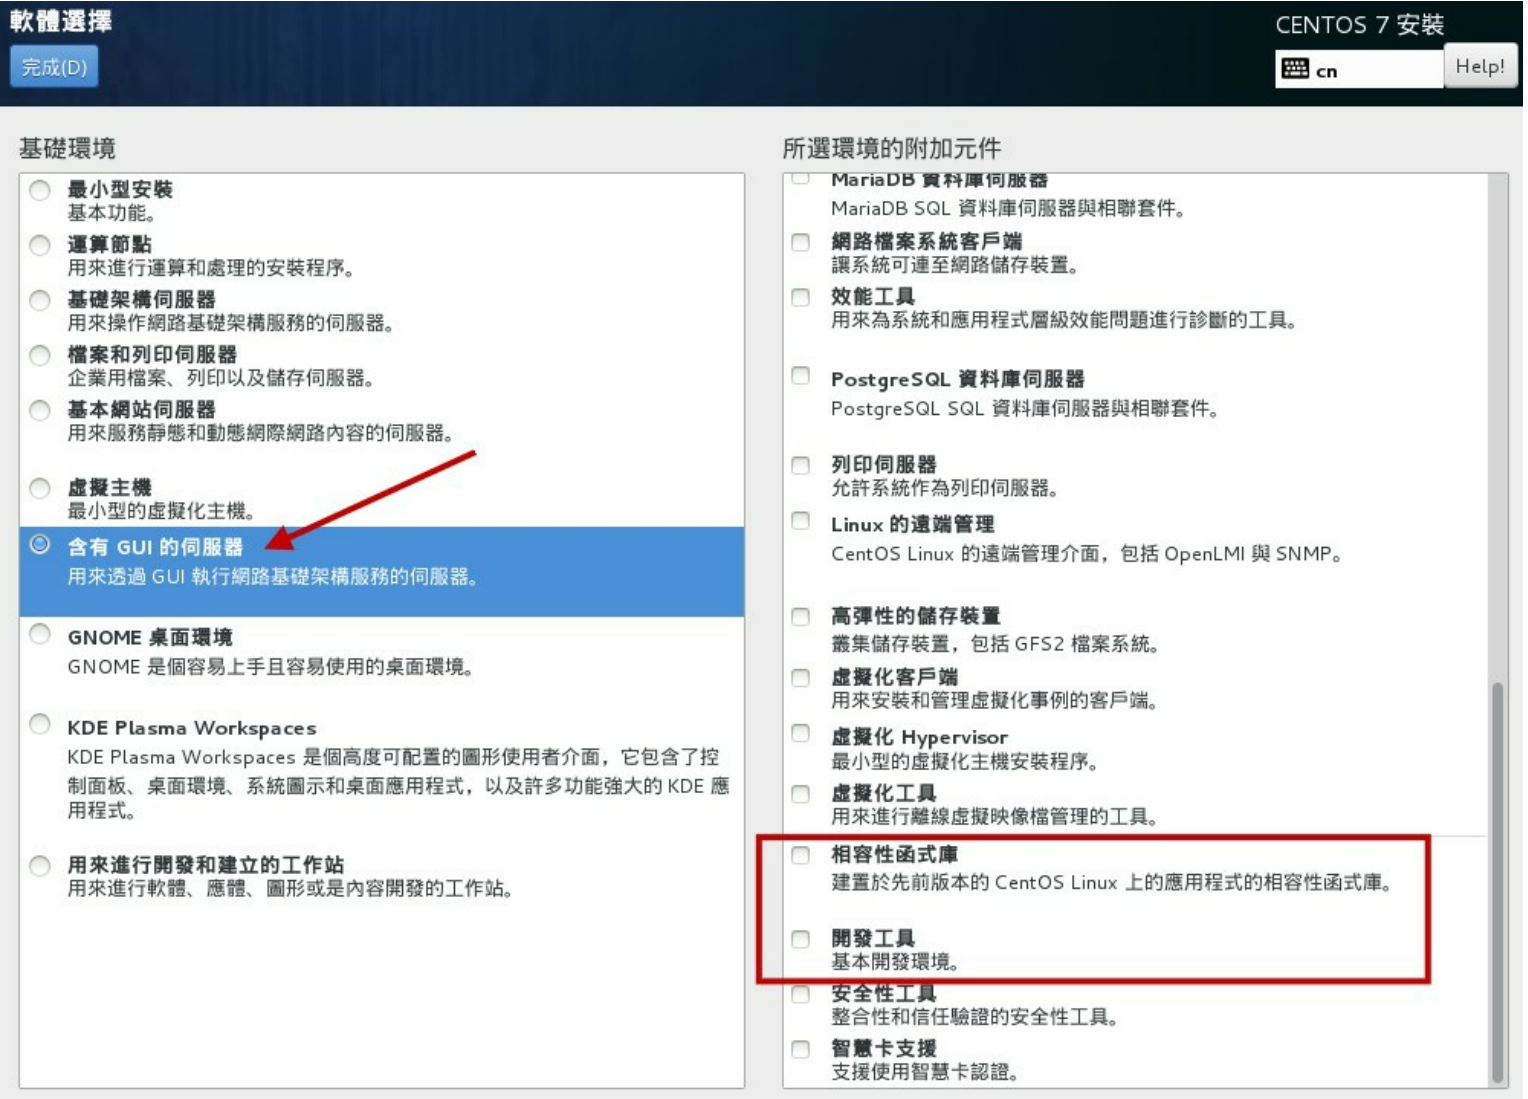 軟體選擇
CENTOS 7 安裝
完成(D)
cn
Help!
基礎環境
最小型安裝
基本功能。
運算節點
用來進行運算和處理的安裝程序。
基礎架構伺服器
用來操作網路基礎架構服務的伺服器。
檔案和列印伺服器
企業用檔案、列印以及儲存伺服器。
基本網站伺服器
用來服務靜態和動態網際網路內容的伺服器。
虛擬主機
最小型的虛擬化主機。
含有 GUI 的伺服器
用來透過 GUI 執行網路基礎架構服務的伺服器。
GNOME 桌面環境
GNOME 是個容易上手且容易使用的桌面環境。
KDE Plasma Workspaces
KDE Plasma Workspaces 是個高度可配置的圖形使用者介面，它包含了控
制面板、桌面環境、系統圖示和桌面應用程式，以及許多功能強大的 KDE 應
用程式。
用來進行開發和建立的工作站
用來進行軟體、應體、圖形或是內容開發的工作站。
所選環境的附加元件
MariaDB 資料庫伺服器
MariaDB SQL 資料庫伺服器與相聯套件。
網路檔案系統客戶端
讓系統可連至網路儲存裝置。
效能工具
用來為系統和應用程式層級效能問題進行診斷的工具。
PostgreSQL 資料庫伺服器
PostgreSQL SQL 資料庫伺服器與相聯套件。
列印伺服器
允許系統作為列印伺服器。
Linux 的遠端管理
CentOS Linux 的遠端管理介面，包括 OpenLMI 與 SNMP。
高彈性的儲存裝置
叢集儲存裝置，包括 GFS2 檔案系統。
虛擬化客戶端
用來安裝和管理虛擬化事例的客戶端。
虛擬化 Hypervisor
最小型的虛擬化主機安裝程序。
虛擬化工具
用來進行離線虛擬映像檔管理的工具。
相容性函式庫
建置於先前版本的 CentOS Linux 上的應用程式的相容性函式庫。
開發工具
基本開發環境。
安全性工具
整合性和信任驗證的安全性工具。
智慧卡支援
支援使用智慧卡認證。